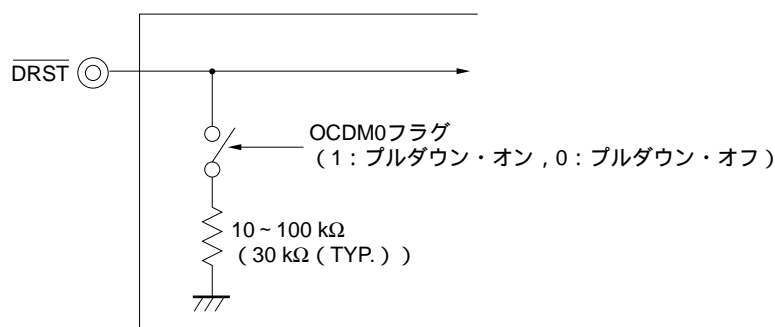 DRST
OCDM0フラグ
（1：プルダウン・オン，0：プルダウン・オフ）
10～100 kΩ
（30 kΩ（TYP.））